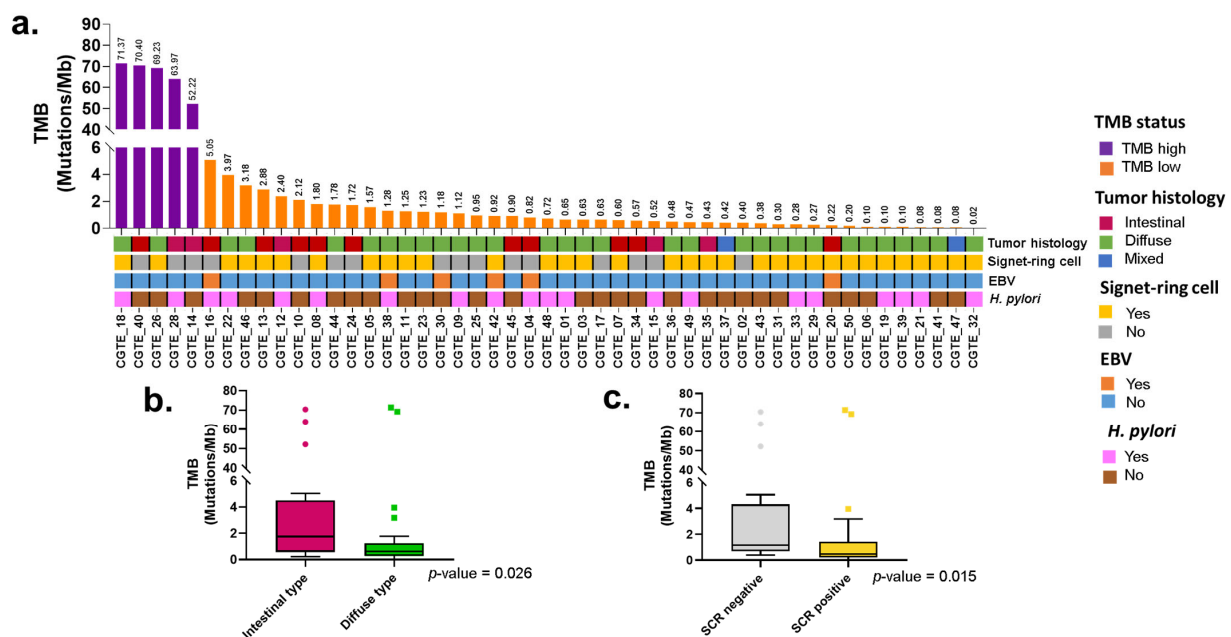 a.
TMB
(Mutations/Mb)
90
80
70
60
50
40
6
4
2
0
71.37 70.40 69.23 63.97 52.22 5.05 3.97 3.18 2.88 2.40 2.12 1.80 1.78 1.72 1.57 1.28 1.25 1.23 1.18 1.12 0.95 0.92 0.90 0.82 0.72 0.65 0.63 0.63 0.60 0.57 0.52 0.48 0.47 0.43 0.42 0.40 0.38 0.30 0.28 0.27 0.22 0.20 0.10 0.10 0.10 0.08 0.08 0.08 0.02
Tumor histology
Signet-ring cell
EBV
H. pylori
CGTE_18 CGTE_40 CGTE_26 CGTE_28 CGTE_14 CGTE_16 CGTE_22 CGTE_46 CGTE_13 CGTE_12 CGTE_10 CGTE_08 CGTE_44 CGTE_24 CGTE_05 CGTE_38 CGTE_11 CGTE_23 CGTE_30 CGTE_09 CGTE_25 CGTE_42 CGTE_45 CGTE_04 CGTE_48 CGTE_01 CGTE_03 CGTE_17 CGTE_07 CGTE_34 CGTE_15 CGTE_36 CGTE_49 CGTE_35 CGTE_37 CGTE_02 CGTE_43 CGTE_31 CGTE_33 CGTE_29 CGTE_20 CGTE_50 CGTE_06 CGTE_19 CGTE_39 CGTE_21 CGTE_41 CGTE_47 CGTE_32
TMB status
TMB high
TMB low
Tumor histology
Intestinal
Diffuse
Mixed
Signet-ring cell
Yes
No
EBV
Yes
No
H. pylori
Yes
No
b.
TMB
(Mutations/Mb)
80
70
60
50
40
6
4
2
0
Intestinal type
Diffuse type
p-value = 0.026
c.
TMB
(Mutations/Mb)
80
70
60
50
40
6
4
2
0
SCR negative
SCR positive
p-value = 0.015